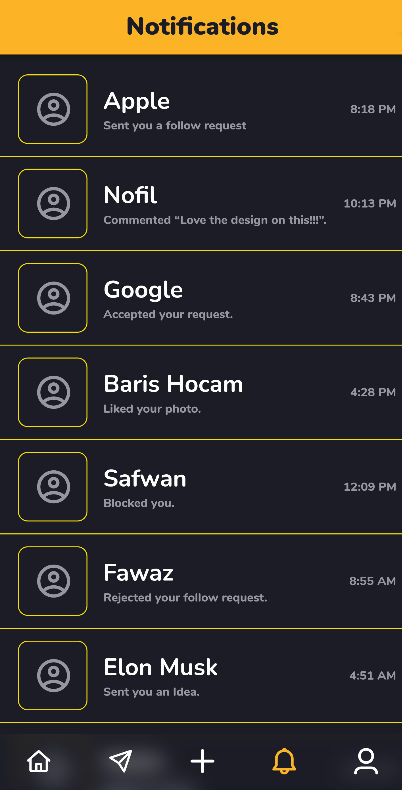 Notifications
Apple
Sent you a follow request
8:18 PM
Nofil
Commented “Love the design on this!!!”.
10:13 PM
Google
Accepted your request.
8:43 PM
Baris Hocam
Liked your photo.
4:28 PM
Safwan
Blocked you.
12:09 PM
Fawaz
Rejected your follow request.
8:55 AM
Elon Musk
Sent you an Idea.
4:51 AM